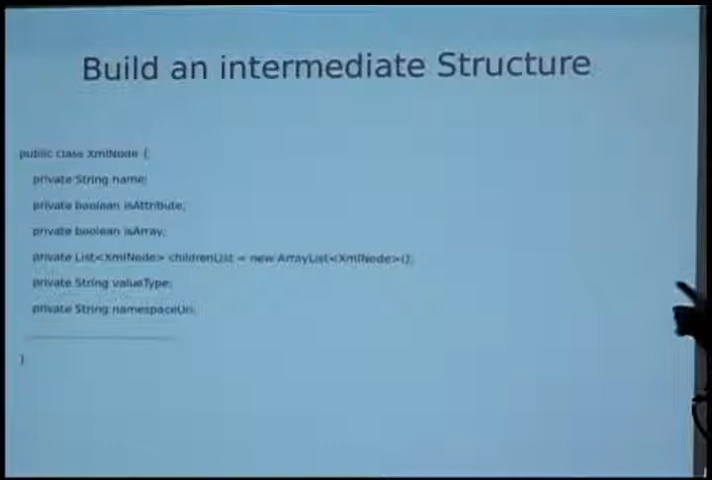 Build an intermediate Structure
public class XmlNode {
private String name;
private boolean isAttribute;
private boolean isArray;
private List<XmlNode> childrenList = new ArrayList<XmlNode>();
private String valueType;
private String namespaceUri;
}